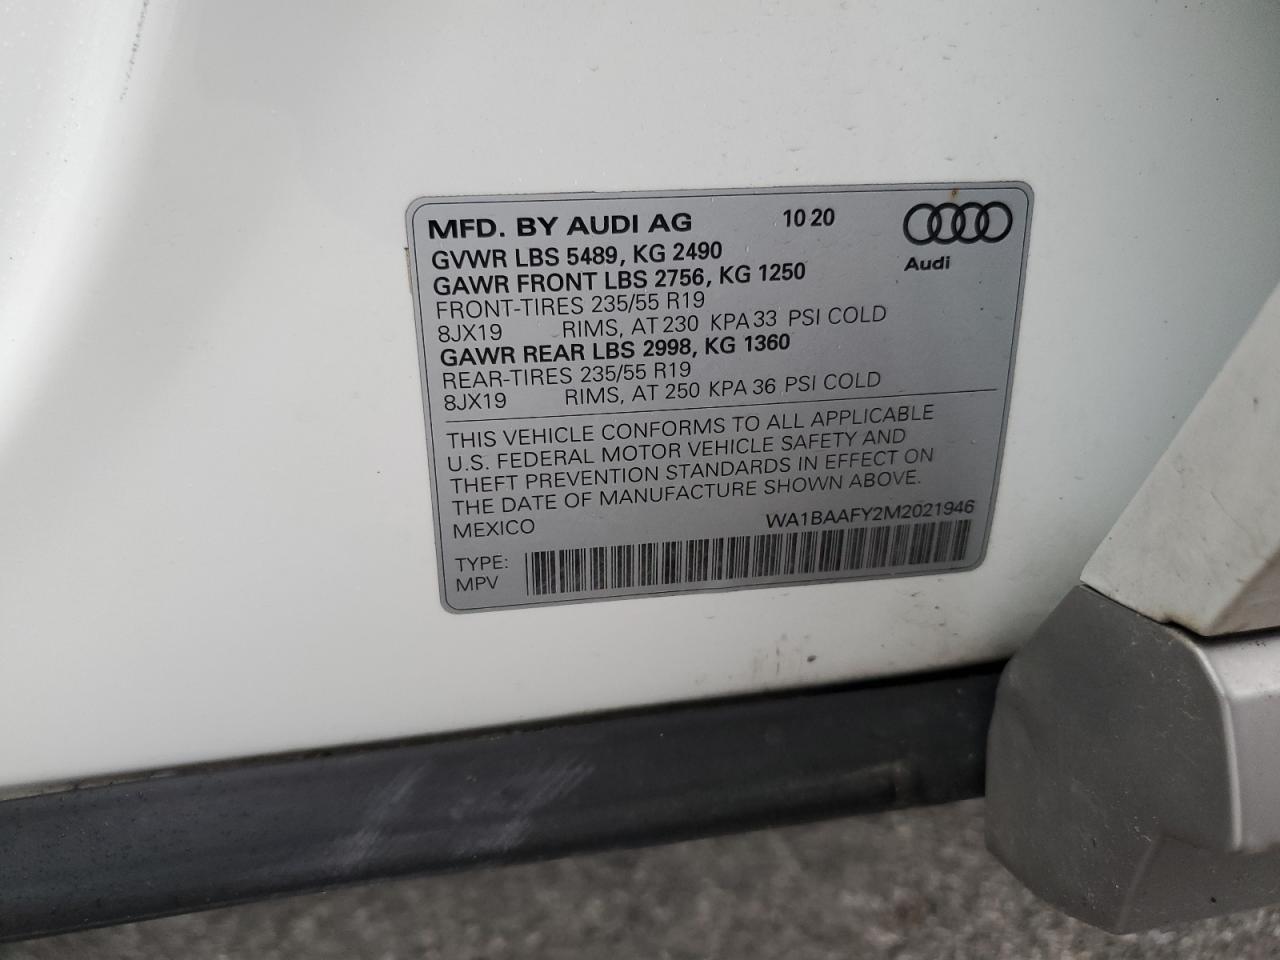 MFD. BY AUDI AG 10 20
Audi
GVWR LBS 5489, KG 2490
GAWR FRONT LBS 2756, KG 1250
FRONT-TIRES 235/55 R19
8JX19 RIMS, AT 230 KPA 33 PSI COLD
GAWR REAR LBS 2998, KG 1360
REAR-TIRES 235/55 R19
8JX19 RIMS, AT 250 KPA 36 PSI COLD
THIS VEHICLE CONFORMS TO ALL APPLICABLE
U.S. FEDERAL MOTOR VEHICLE SAFETY AND
THEFT PREVENTION STANDARDS IN EFFECT ON
THE DATE OF MANUFACTURE SHOWN ABOVE.
MEXICO WA1BAAFY2M2021946
TYPE:
MPV